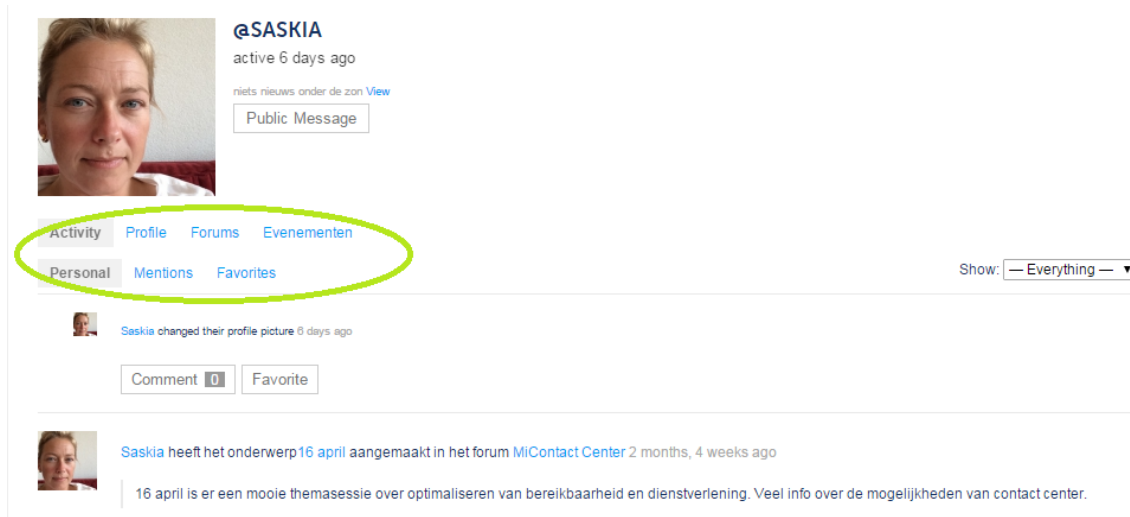 @SASKIA
active 6 days ago
niets nieuws onder de zon View
Public Message
Activity Profile Forums Evenementen
Personal Mentions Favorites Show: — Everything —
Saskia changed their profile picture 6 days ago
Comment 0 Favorite
Saskia heeft het onderwerp16 april aangemaakt in het forum MiContact Center 2 months, 4 weeks ago
16 april is er een mooie themasessie over optimaliseren van bereikbaarheid en dienstverlening. Veel info over de mogelijkheden van contact center.